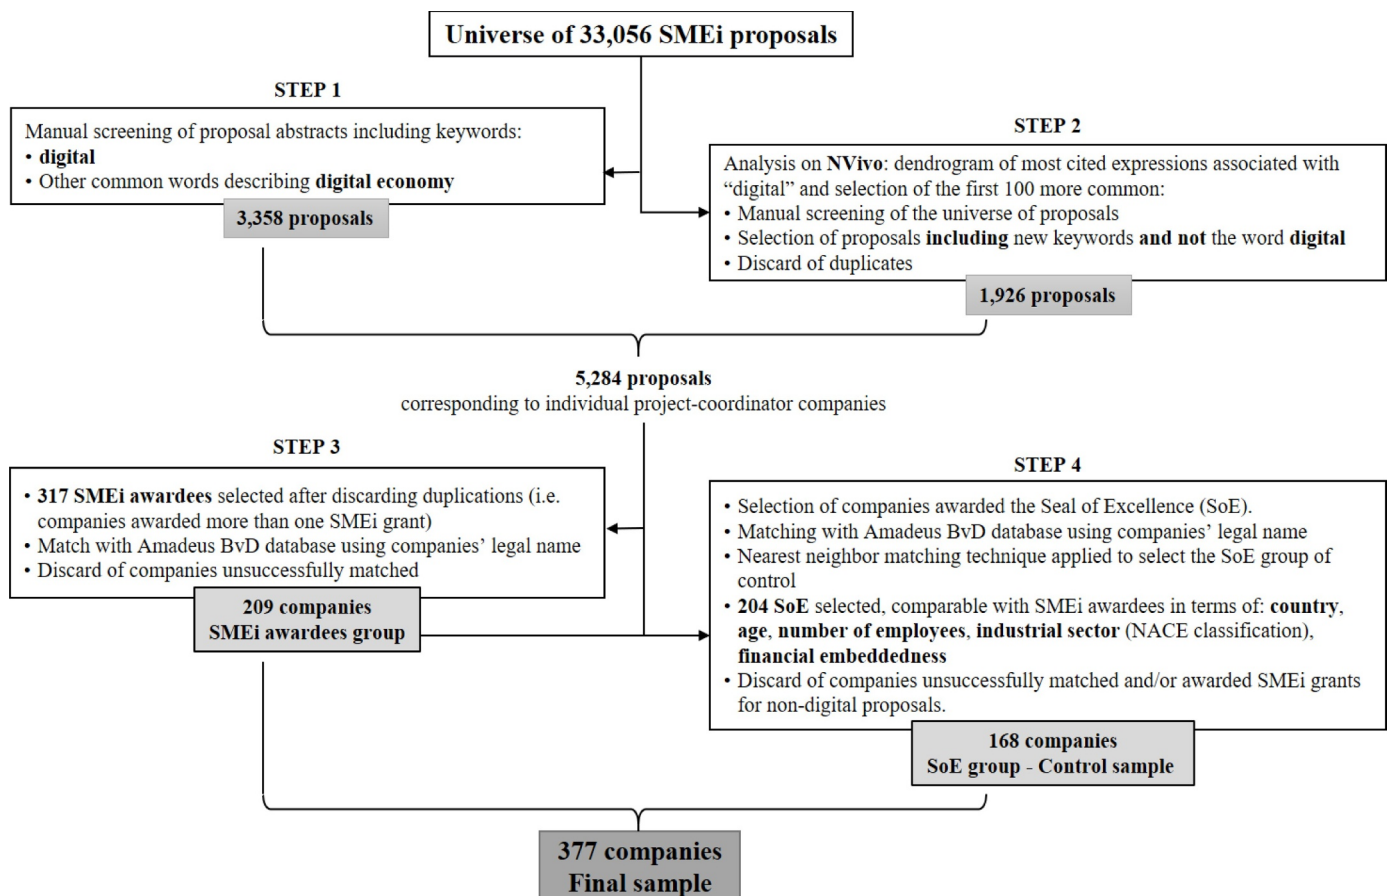 Universe of 33,056 SMEi proposals
STEP 1
Manual screening of proposal abstracts including keywords:
• digital
• Other common words describing digital economy
3,358 proposals
STEP 2
Analysis on NVivo: dendrogram of most cited expressions associated with
“digital” and selection of the first 100 more common:
• Manual screening of the universe of proposals
• Selection of proposals including new keywords and not the word digital
• Discard of duplicates
1,926 proposals
5,284 proposals
corresponding to individual project-coordinator companies
STEP 3
• 317 SMEi awardees selected after discarding duplications (i.e.
companies awarded more than one SMEi grant)
• Match with Amadeus BvD database using companies’ legal name
• Discard of companies unsuccessfully matched
209 companies
SMEi awardees group
STEP 4
• Selection of companies awarded the Seal of Excellence (SoE).
• Matching with Amadeus BvD database using companies’ legal name
• Nearest neighbor matching technique applied to select the SoE group of
control
• 204 SoE selected, comparable with SMEi awardees in terms of: country,
age, number of employees, industrial sector (NACE classification),
financial embeddedness
• Discard of companies unsuccessfully matched and/or awarded SMEi grants
for non-digital proposals.
168 companies
SoE group - Control sample
377 companies
Final sample